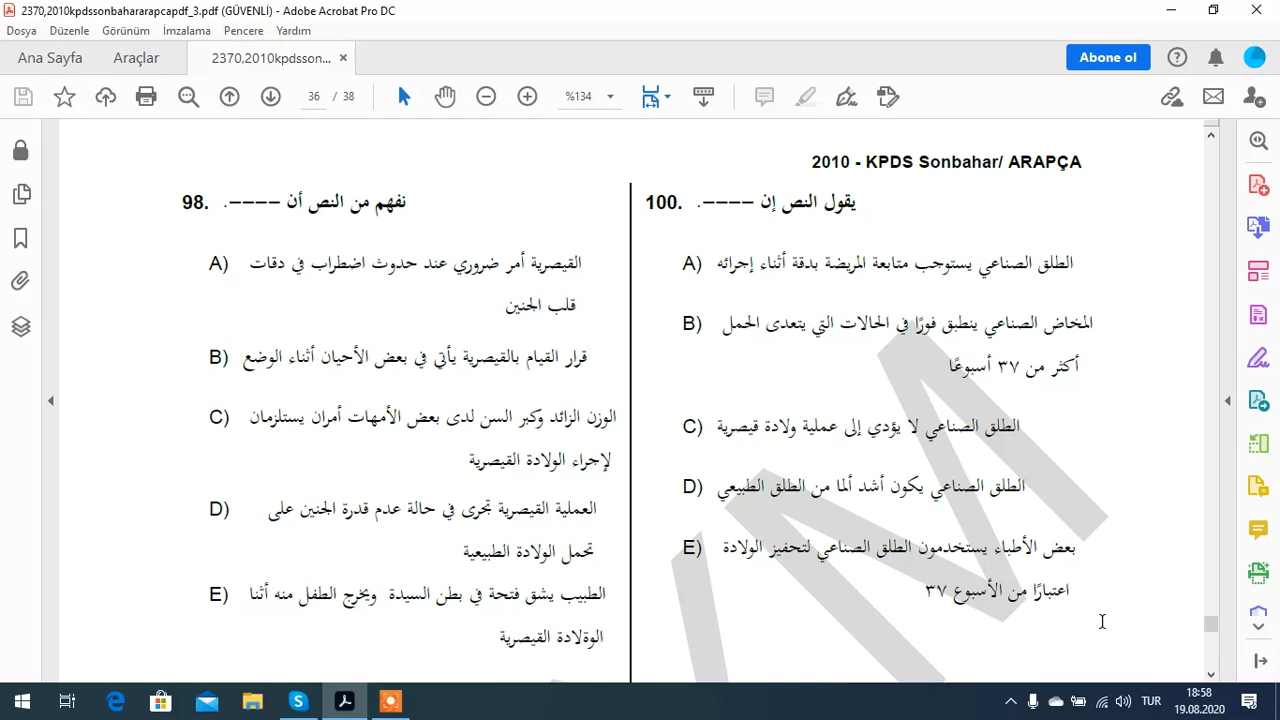 2370,2010kpdssonbahararapcapdf_3.pdf (GÜVENLİ) - Adobe Acrobat Pro DC
Dosya Düzenle Görünüm İmzalama Pencere Yardım
Ana Sayfa Araçlar 2370,2010kpdsson... × Abone ol
36 / 38 %134
2010 - KPDS Sonbahar/ ARAPÇA
98. نفهم من النص أن ----.
A) القيصرية أمر ضروري عند حدوث اضطراب في دقات
قلب الجنين
B) قرار القيام بالقيصرية يأتي في بعض الأحيان أثناء الوضع
C) الوزن الزائد وكبر السن لدى بعض الأمهات أمران يستلزمان
لإجراء الولادة القيصرية
D) العملية القيصرية تجرى في حالة عدم قدرة الجنين على
تحمل الولادة الطبيعية
E) الطبيب يشق فتحة في بطن السيدة ويخرج الطفل منه أثنا
الوةلادة القيصرية
100. يقول النص إن ----.
A) الطلق الصناعي يستوجب متابعة المريضة بدقة أثناء إجرائه
B) المخاض الصناعي ينطبق فورًا في الحالات التي يتعدى الحمل
أكثر من ٣٧ أسبوعًا
C) الطلق الصناعي لا يؤدي إلى عملية ولادة قيصرية
D) الطلق الصناعي يكون أشد ألما من الطلق الطبيعي
E) بعض الأطباء يستخدمون الطلق الصناعي لتحفيز الولادة
اعتبارًا من الأسبوع ٣٧
TUR 18:58
19.08.2020